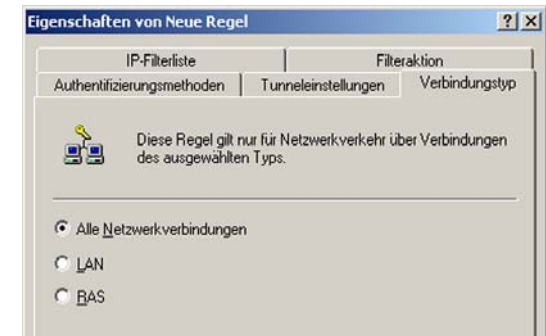 Eigenschaften von Neue Regel
IP-Filterliste Filteraktion
Authentifizierungsmethoden Tunneleinstellungen Verbindungstyp
Diese Regel gilt nur für Netzwerkverkehr über Verbindungen
des ausgewählten Typs.
Alle Netzwerkverbindungen
LAN
RAS